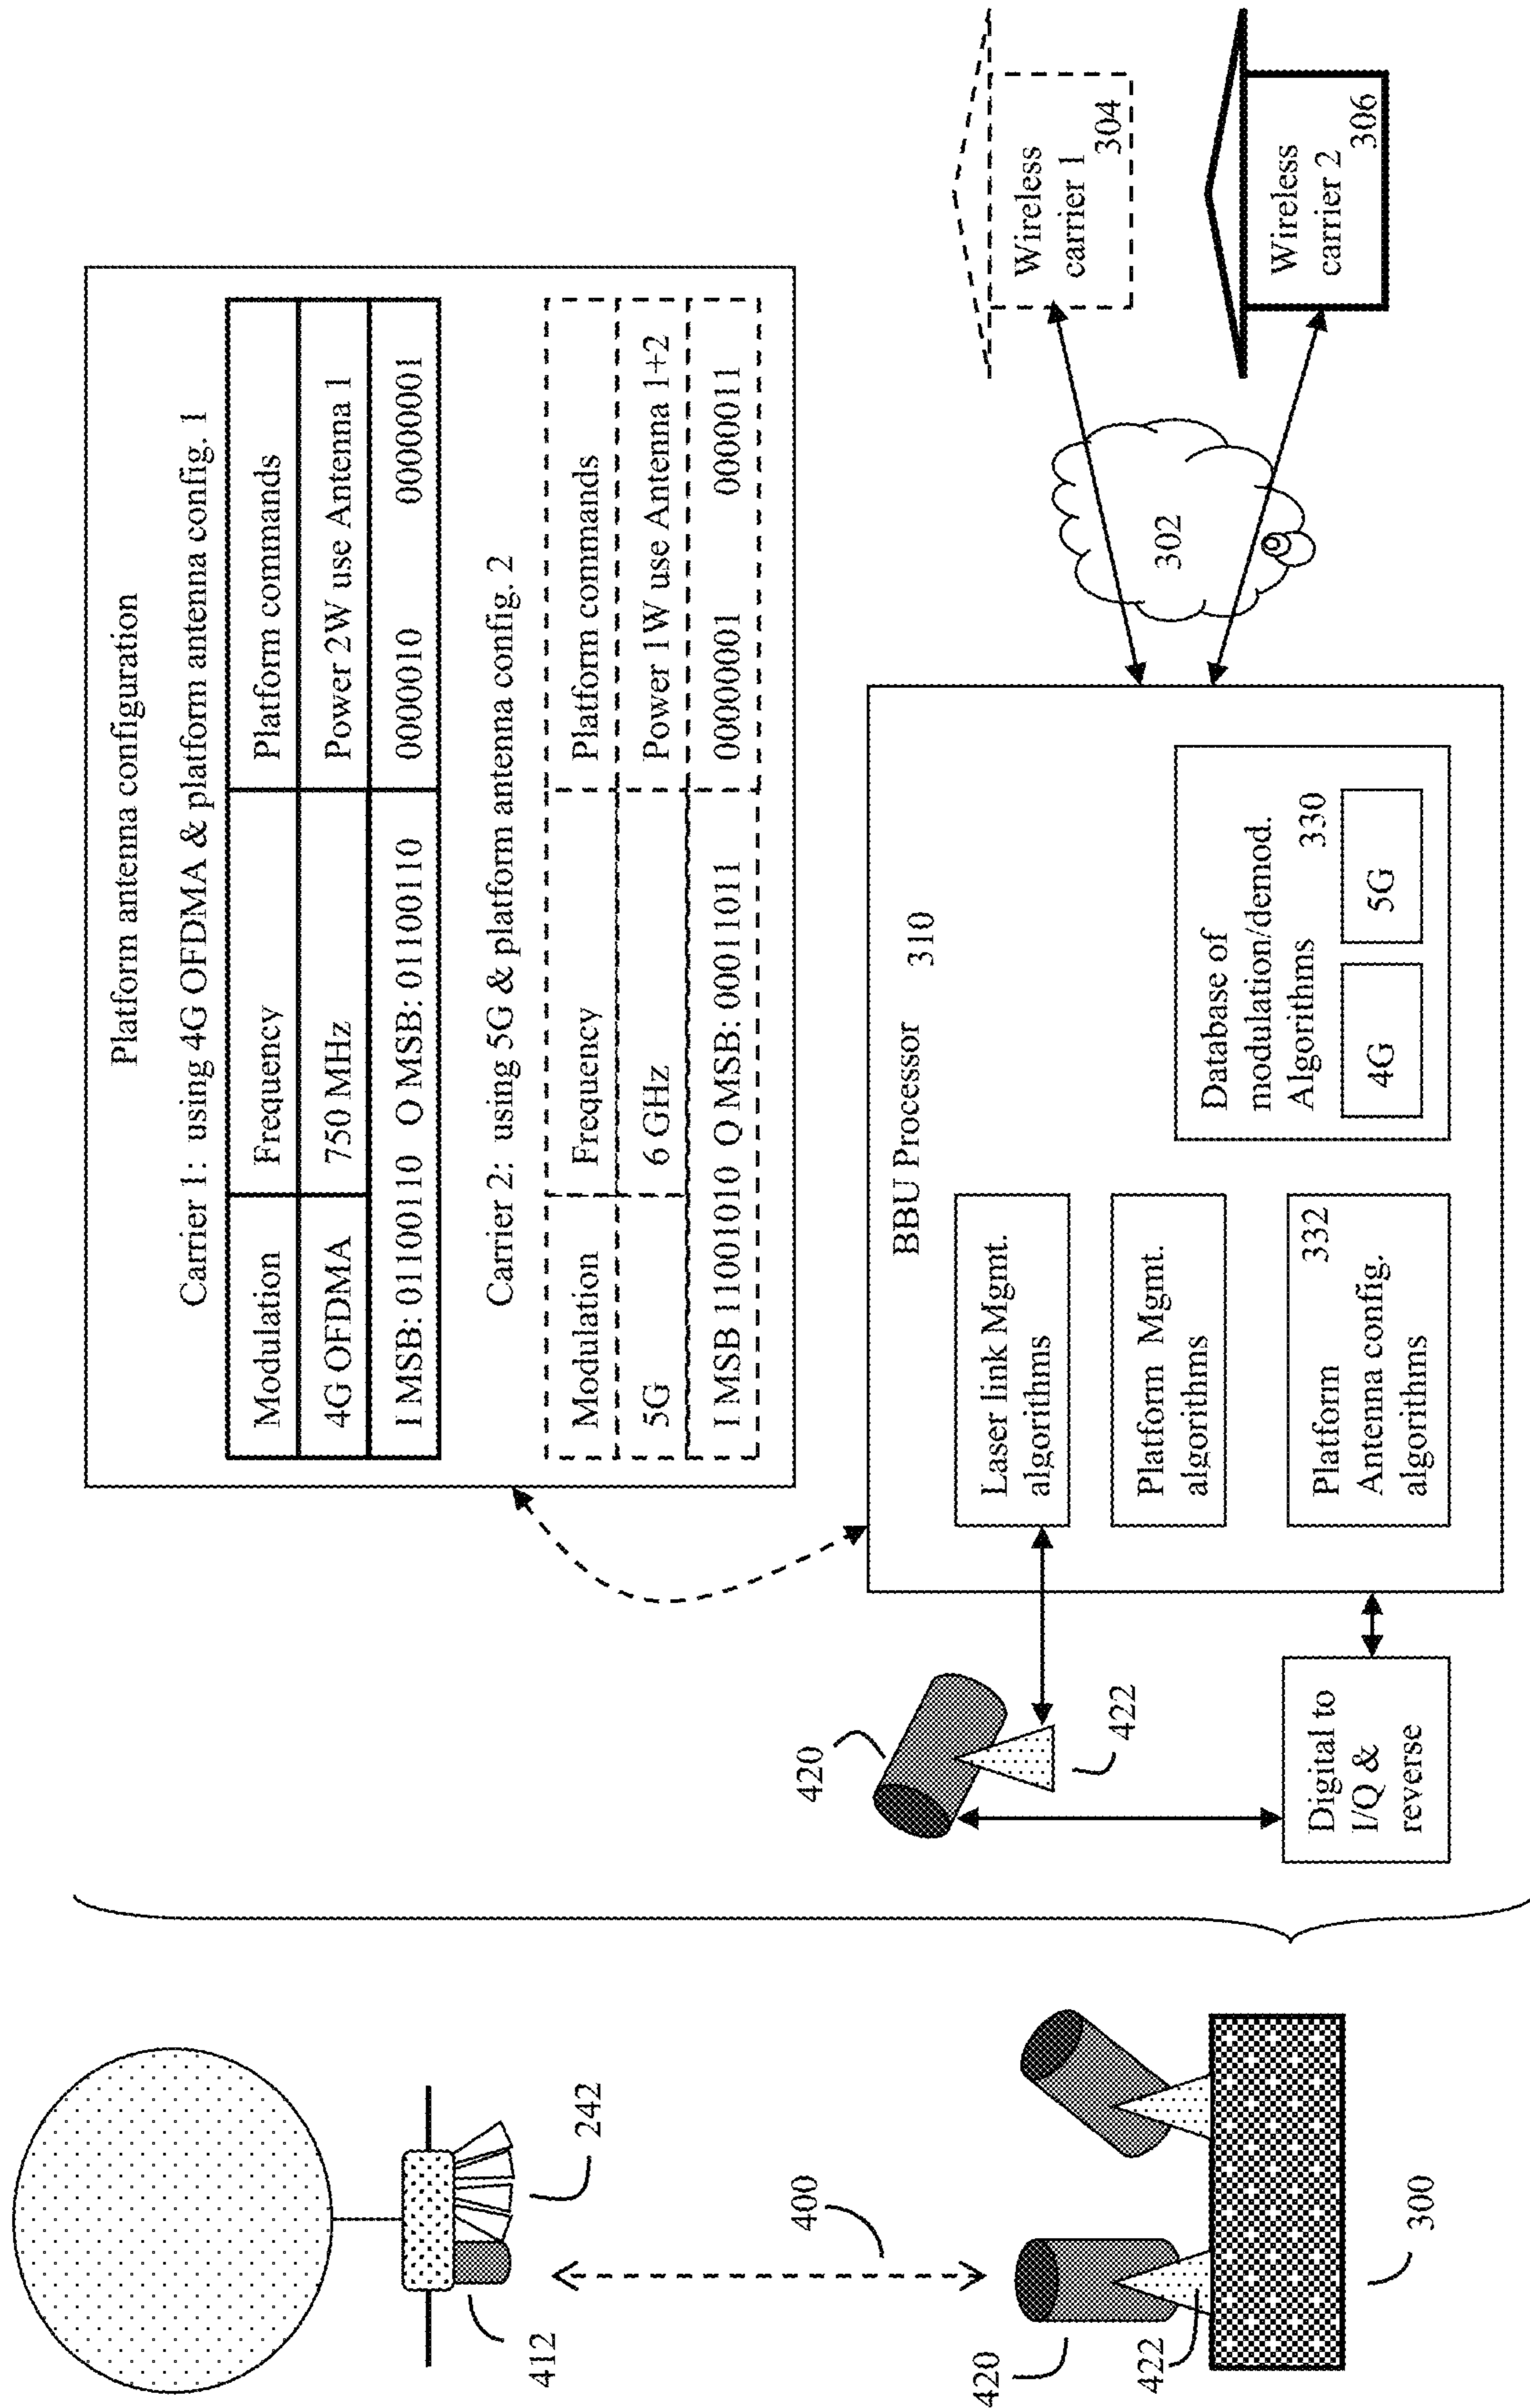 Platform antenna configuration
Carrier 1: using 4G OFDMA & platform antenna config. 1
Modulation Frequency Platform commands
4G OFDMA 750 MHz Power 2W use Antenna 1
I MSB: 01100110 Q MSB: 01100110 0000010 00000001
Carrier 2: using 5G & platform antenna config. 2
Modulation Frequency Platform commands
5G 6 GHz Power 1W use Antenna 1+2
I MSB 11001010 Q MSB: 00011011 00000001 0000011
412
242
400
420
422
300
420
422
Digital to
I/Q &
reverse
BBU Processor
310
Laser link Mgmt.
algorithms
Platform Mgmt.
algorithms
Platform 332
Antenna config.
algorithms
Database of
modulation/demod.
Algorithms 330
4G
5G
302
Wireless
carrier 1
304
Wireless
carrier 2
306